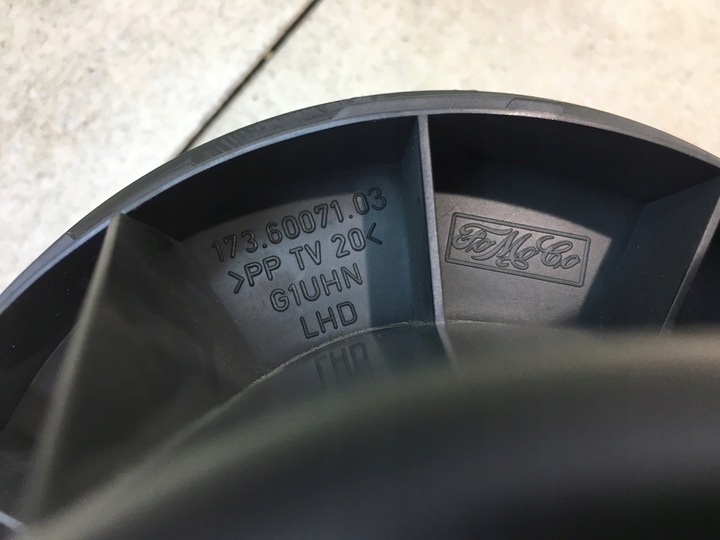 173.60071.03
>PP TV 20<
G1UHN
LHD
FoMoCo